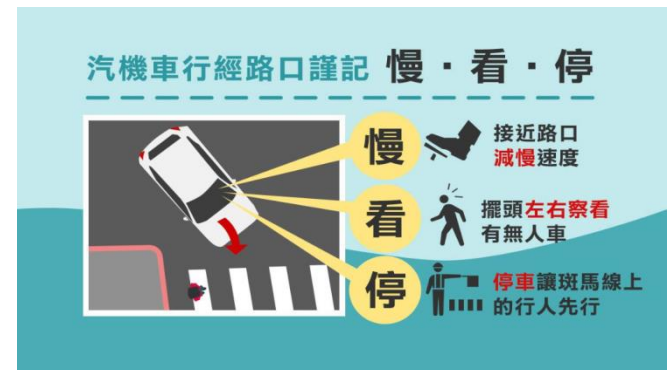 汽機車行經路口謹記 慢·看·停
慢
接近路口
減慢速度
看
擺頭左右察看
有無人車
停
停車讓斑馬線上
的行人先行